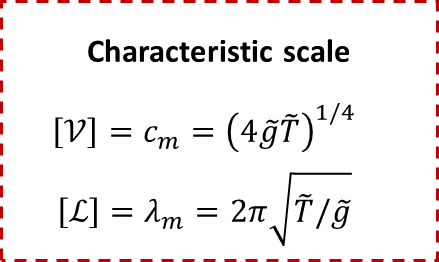 Characteristic scale
[𝒱] = c_m = (4g̃T̃)^{1/4}
[ℒ] = λ_m = 2π√(T̃/g̃)